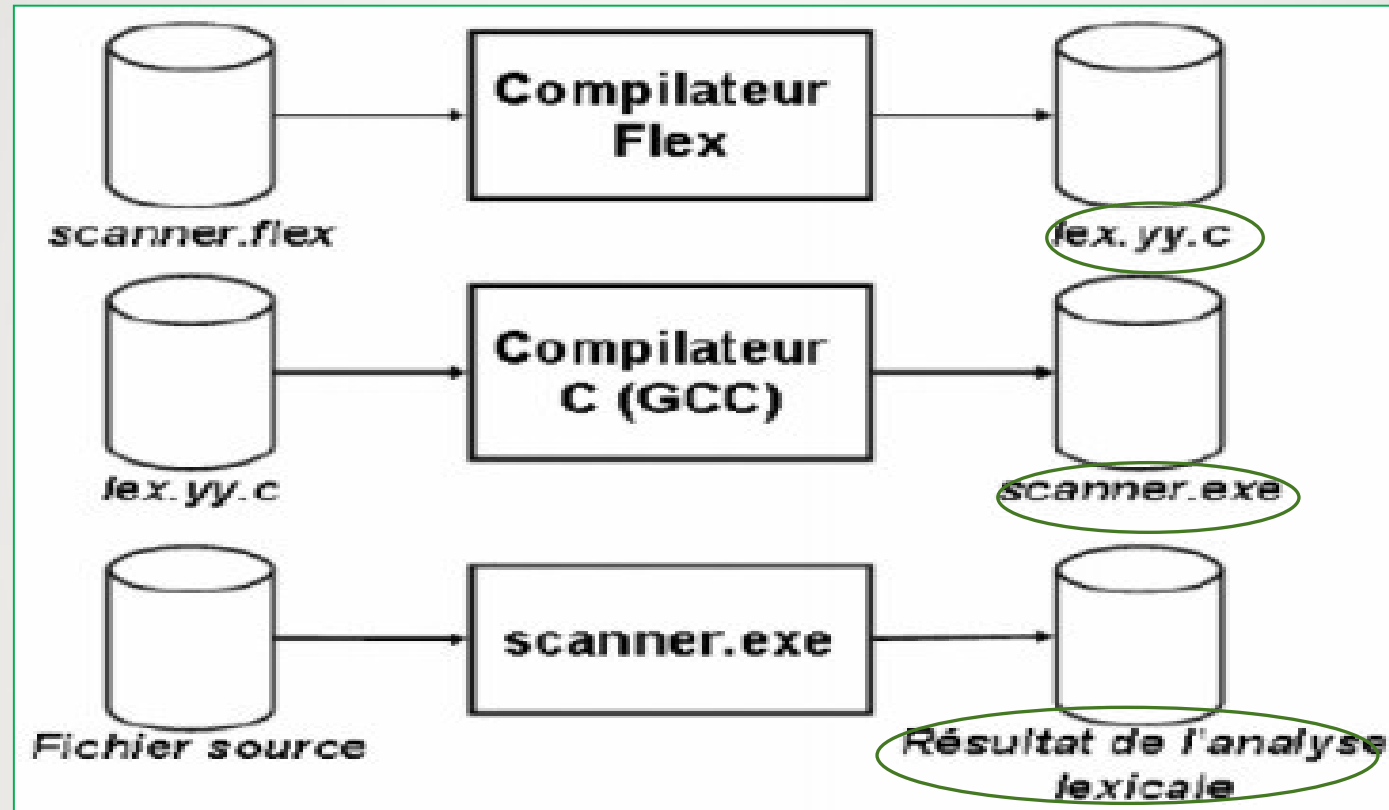 Compilateur
Flex
scanner.flex
lex.yy.c
Compilateur
C (GCC)
lex.yy.c
scanner.exe
scanner.exe
Fichier source
Résultat de l'analyse
lexicale